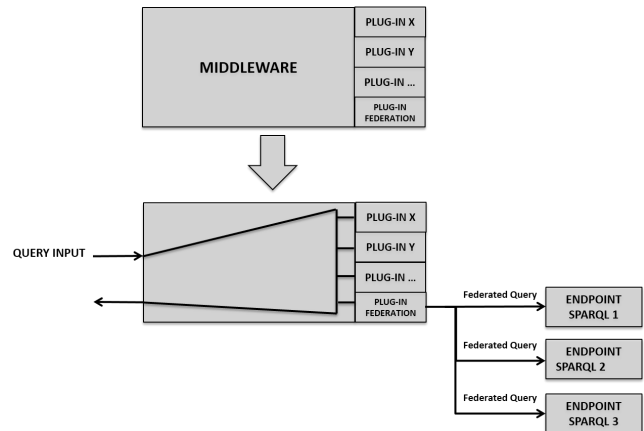 PLUG-IN X
PLUG-IN Y
MIDDLEWARE
PLUG-IN ...
PLUG-IN
FEDERATION
PLUG-IN X
QUERY INPUT
PLUG-IN Y
PLUG-IN ...
PLUG-IN
FEDERATION
Federated Query
ENDPOINT
SPARQL 1
Federated Query
ENDPOINT
SPARQL 2
Federated Query
ENDPOINT
SPARQL 3